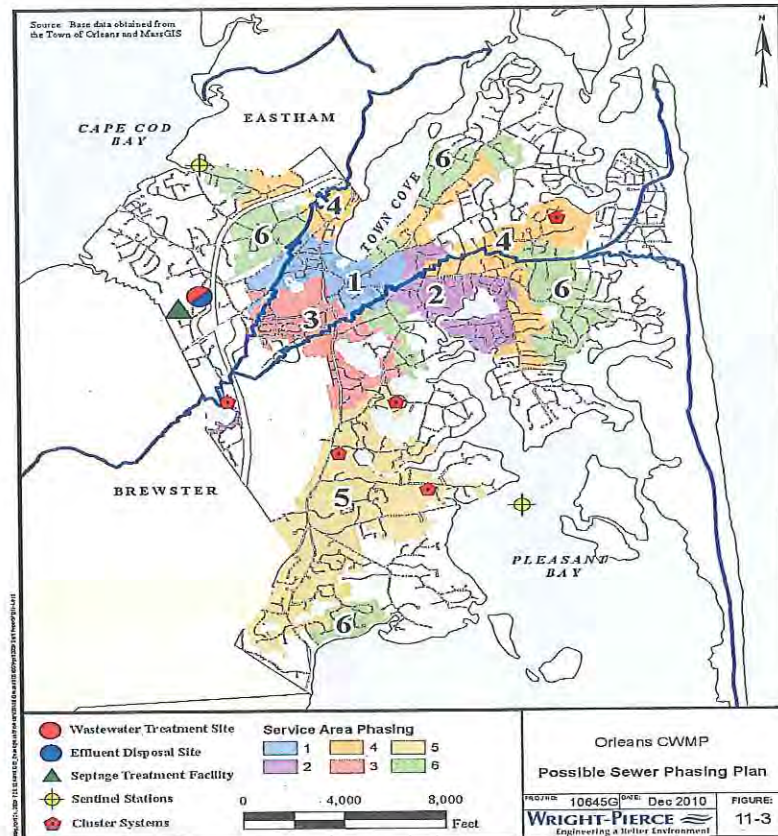 Source: Base data obtained from
the Town of Orleans and MassGIS
N
EASTHAM
CAPE COD
BAY
TOWN COVE
6
4
6
4
1
2
6
3
BREWSTER
5
PLEASANT
BAY
6
Wastewater Treatment Site
Effluent Disposal Site
Septage Treatment Facility
Sentinel Stations
Cluster Systems
Service Area Phasing
1 4 5
2 3 6
0 4,000 8,000
Feet
Orleans CWMP
Possible Sewer Phasing Plan
PROJ NO: 10645G DATE: Dec 2010 FIGURE:
WRIGHT-PIERCE 11-3
Engineering a Better Environment